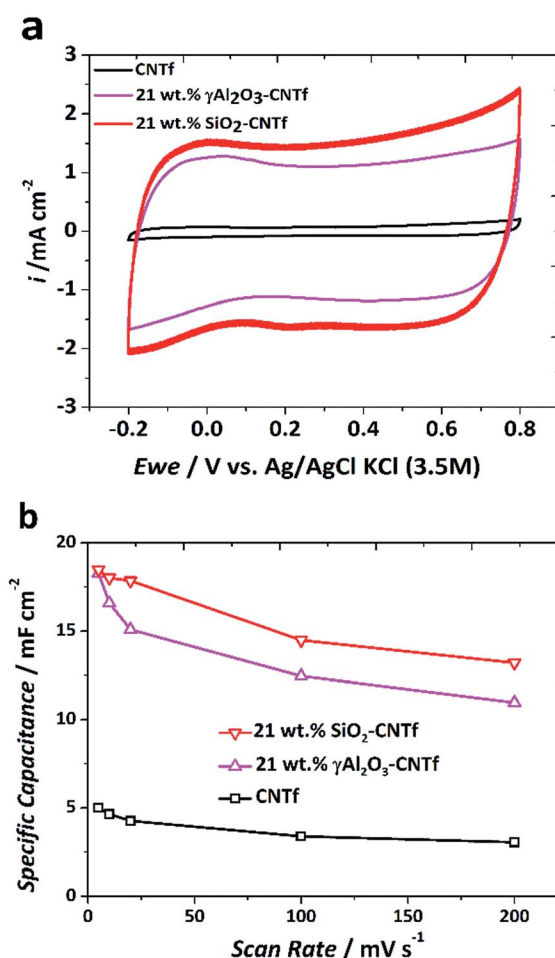 a
CNTf
21 wt.% γAl₂O₃-CNTf
21 wt.% SiO₂-CNTf
3
2
1
0
-1
-2
-3
i /mA cm⁻²
-0.2 0.0 0.2 0.4 0.6 0.8
Ewe / V vs. Ag/AgCl KCl (3.5M)
b
20
15
10
5
0
Specific Capacitance / mF cm⁻²
21 wt.% SiO₂-CNTf
21 wt.% γAl₂O₃-CNTf
CNTf
0 50 100 150 200
Scan Rate / mV s⁻¹